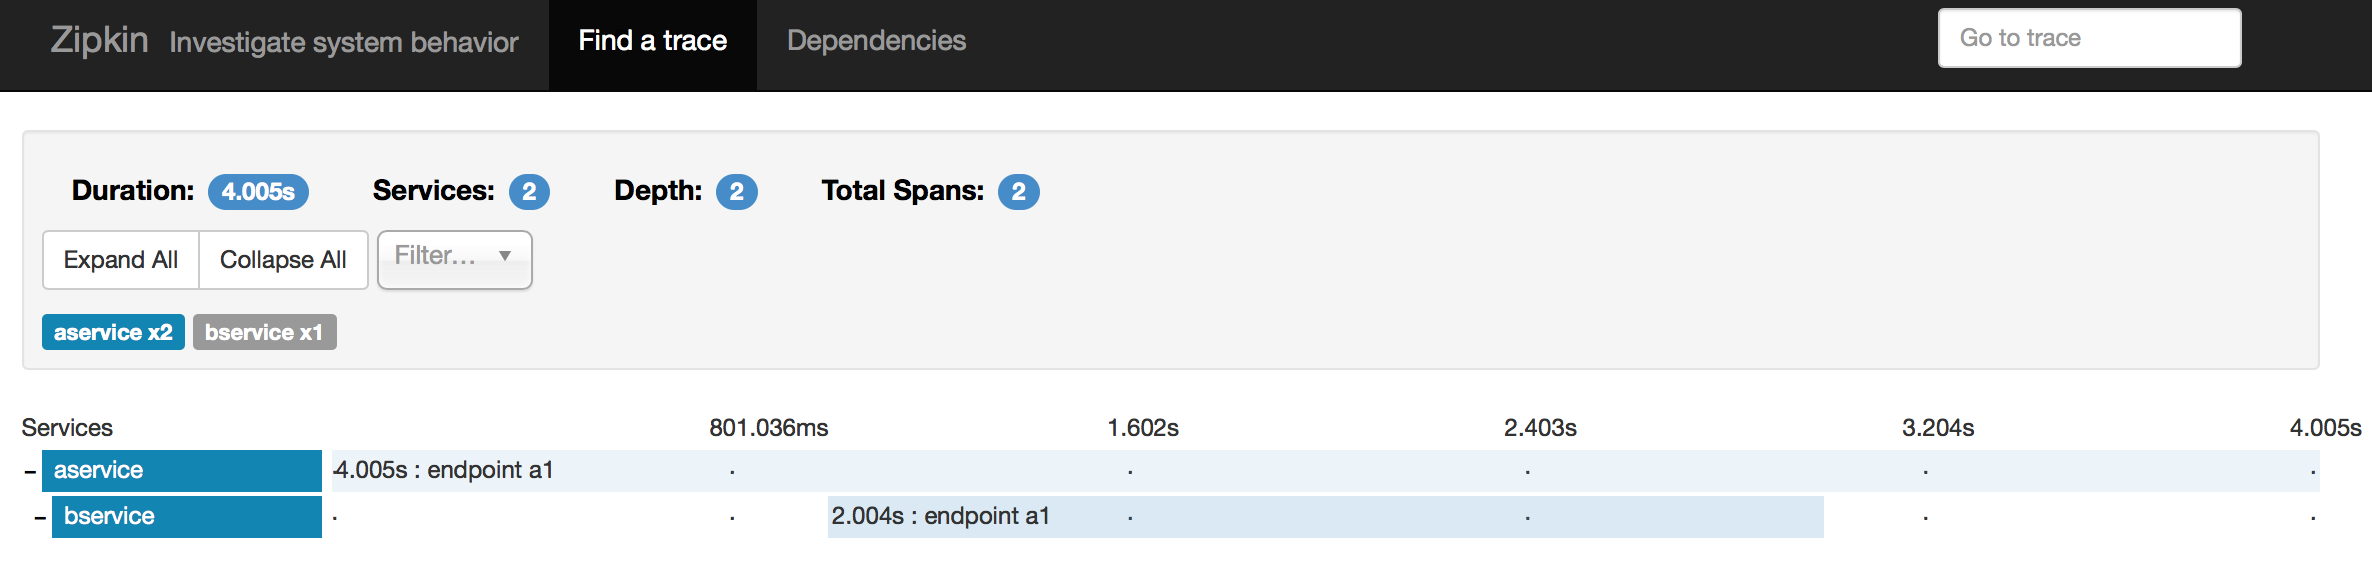 Zipkin Investigate system behavior Find a trace Dependencies Go to trace
Duration: 4.005s Services: 2 Depth: 2 Total Spans: 2
Expand All Collapse All Filter...
aservice x2 bservice x1
Services 801.036ms 1.602s 2.403s 3.204s 4.005s
- aservice 4.005s : endpoint a1
- bservice 2.004s : endpoint a1